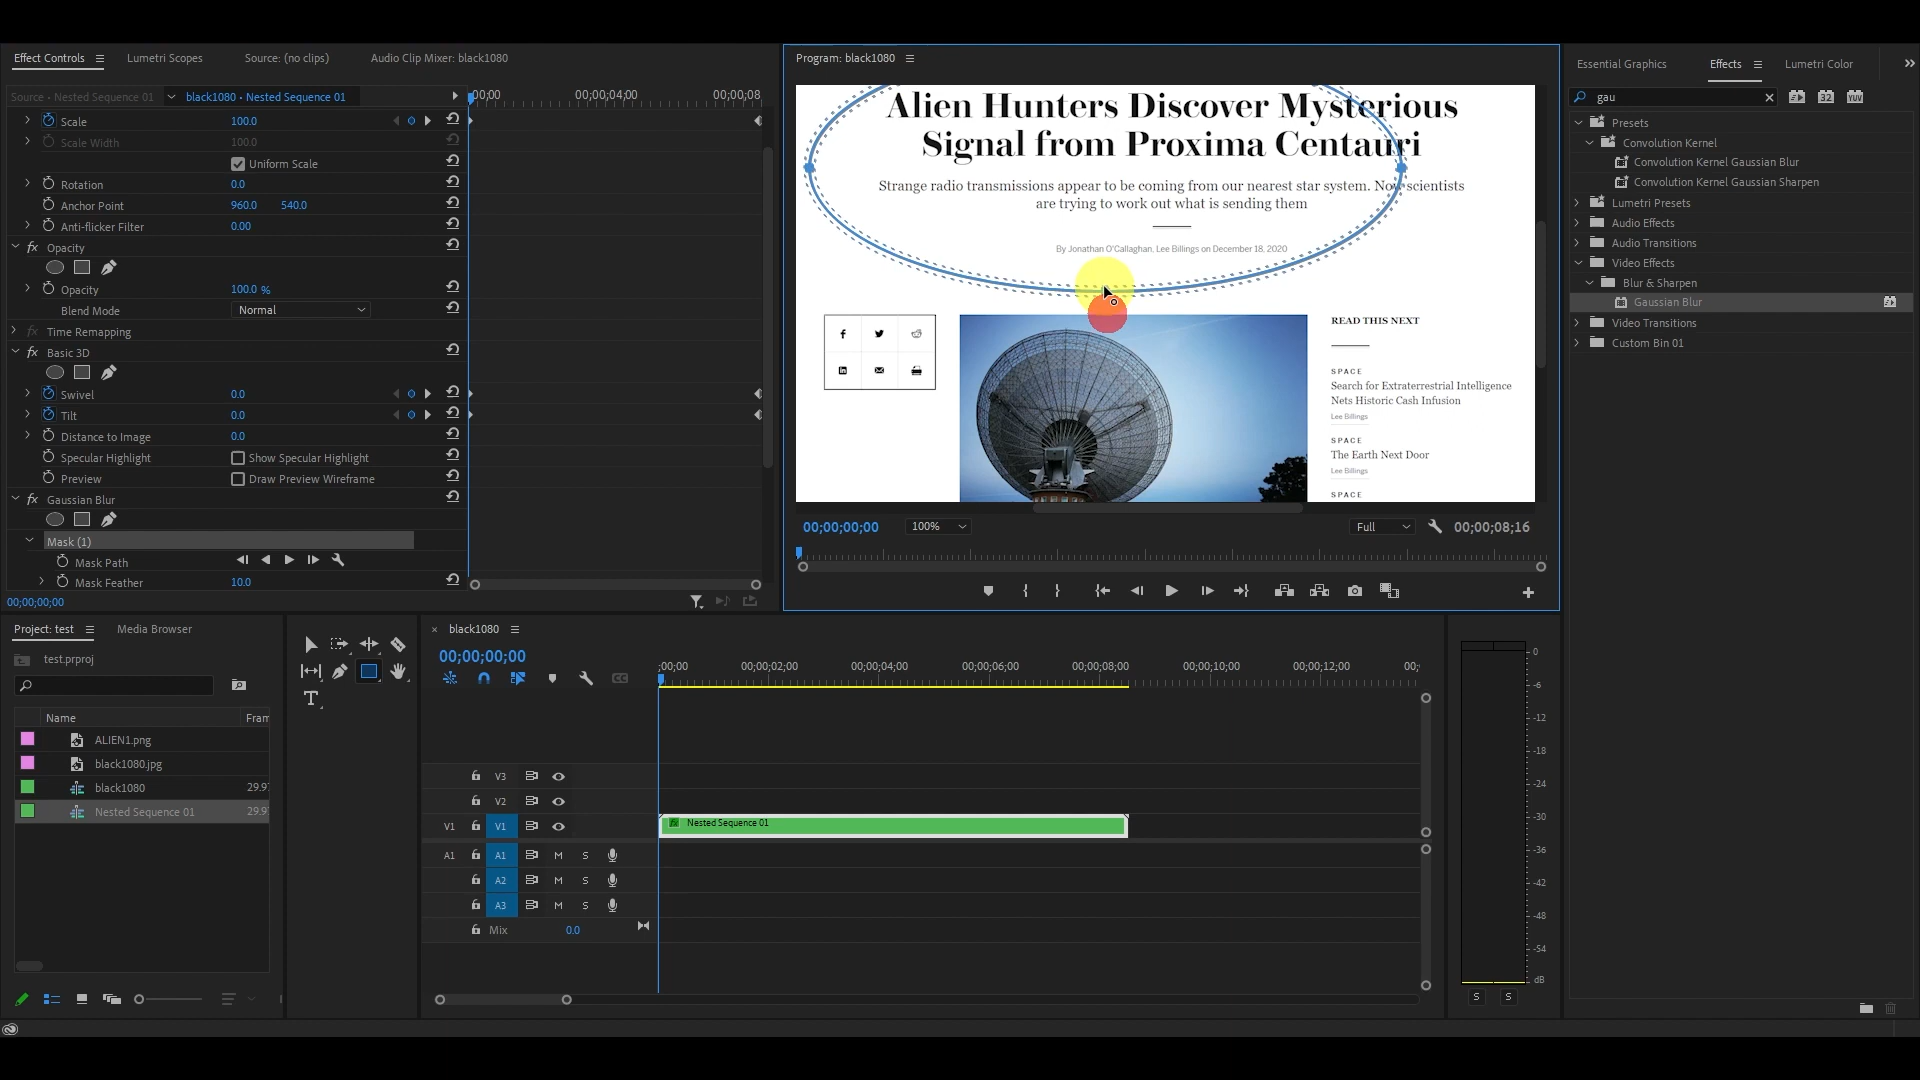 Effect Controls
Lumetri Scopes
Source: (no clips)
Audio Clip Mixer: black1080
Source · Nested Sequence 01
black1080 · Nested Sequence 01
;00;00
00;00;04;00
00;00;08
Scale
100.0
Scale Width
100.0
Uniform Scale
Rotation
0.0
Anchor Point
960.0
540.0
Anti-flicker Filter
0.00
fx Opacity
Opacity
100.0 %
Blend Mode
Normal
fx Time Remapping
fx Basic 3D
Swivel
0.0
Tilt
0.0
Distance to Image
0.0
Specular Highlight
Show Specular Highlight
Preview
Draw Preview Wireframe
fx Gaussian Blur
Mask (1)
Mask Path
Mask Feather
10.0
00;00;00;00
Program: black1080
Alien Hunters Discover Mysterious
Signal from Proxima Centauri
Strange radio transmissions appear to be coming from our nearest star system. Now scientists
are trying to work out what is sending them
By Jonathan O'Callaghan, Lee Billings on December 18, 2020
READ THIS NEXT
SPACE
Search for Extraterrestrial Intelligence
Nets Historic Cash Infusion
Lee Billings
SPACE
The Earth Next Door
Lee Billings
SPACE
00;00;00;00
100%
Full
00;00;08;16
Essential Graphics
Effects
Lumetri Color
gau
32
YUV
Presets
Convolution Kernel
Convolution Kernel Gaussian Blur
Convolution Kernel Gaussian Sharpen
Lumetri Presets
Audio Effects
Audio Transitions
Video Effects
Blur & Sharpen
Gaussian Blur
Video Transitions
Custom Bin 01
Project: test
Media Browser
test.prproj
Name
Fram
ALIEN1.png
black1080.jpg
black1080
29.97
Nested Sequence 01
29.97
T
× black1080
00;00;00;00
;00;00
00;00;02;00
00;00;04;00
00;00;06;00
00;00;08;00
00;00;10;00
00;00;12;00
00;
V3
V2
V1
V1
fx Nested Sequence 01
A1
A1
M
S
A2
M
S
A3
M
S
Mix
0.0
0
-6
-12
-18
-24
-30
-36
-42
-48
-54
dB
S
S